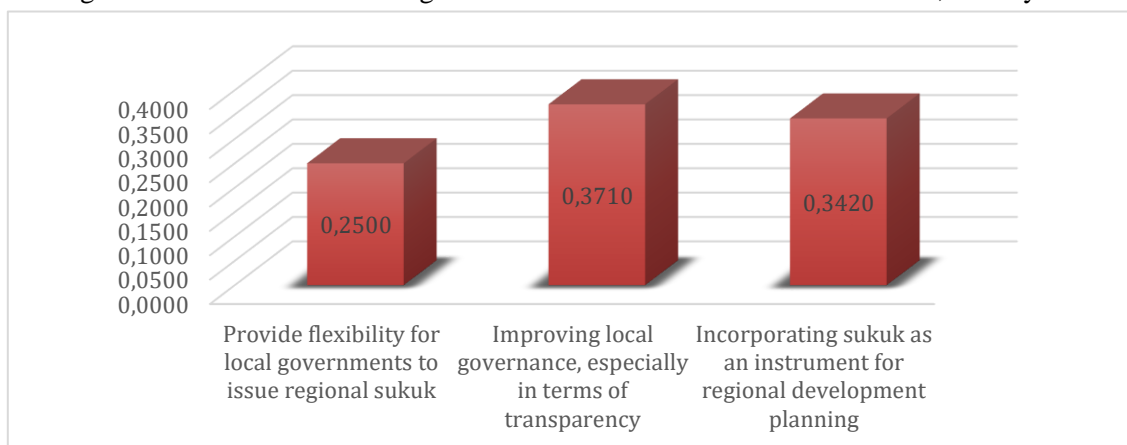 0,4000
0,3500
0,3000
0,2500
0,2000
0,1500
0,1000
0,0500
0,0000
0,2500
0,3710
0,3420
Provide flexibility for
local governments to
issue regional sukuk
Improving local
governance, especially
in terms of
transparency
Incorporating sukuk as
an instrument for
regional development
planning